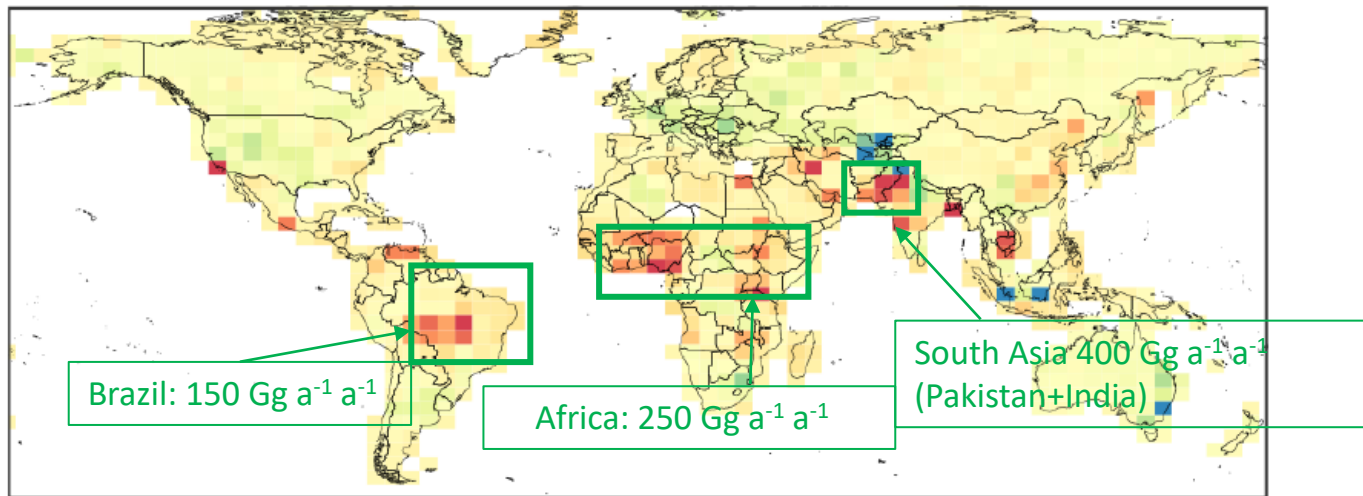 Brazil: 150 Gg a⁻¹ a⁻¹
Africa: 250 Gg a⁻¹ a⁻¹
South Asia 400 Gg a⁻¹ a⁻¹
(Pakistan+India)